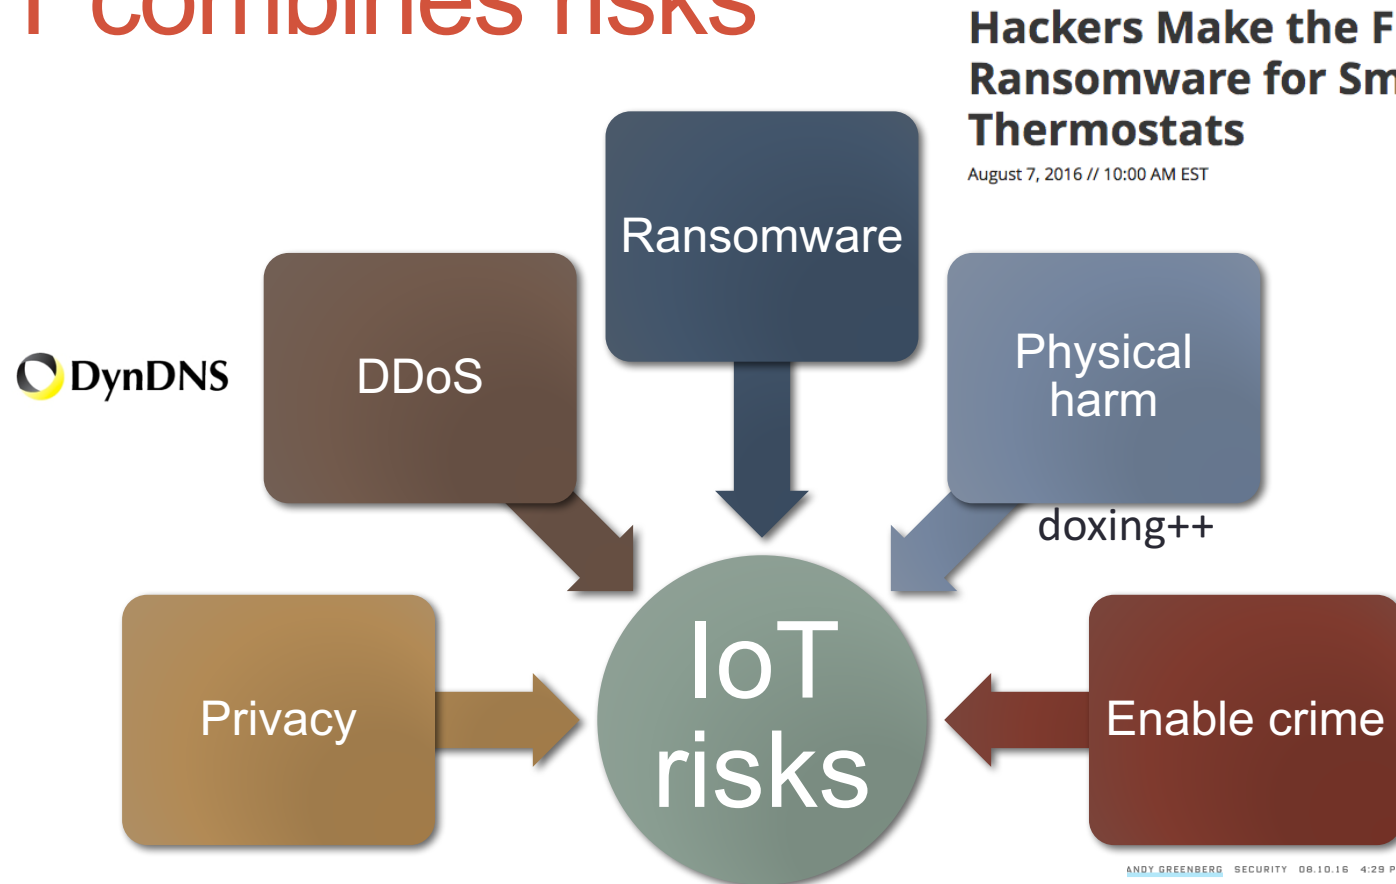 combines risks
Hackers Make the F
Ransomware for Sm
Thermostats
August 7, 2016 // 10:00 AM EST
Ransomware
DynDNS
DDoS
Physical
harm
doxing++
Privacy
IoT
risks
Enable crime
ANDY GREENBERG SECURITY 08.10.16 4:29 P